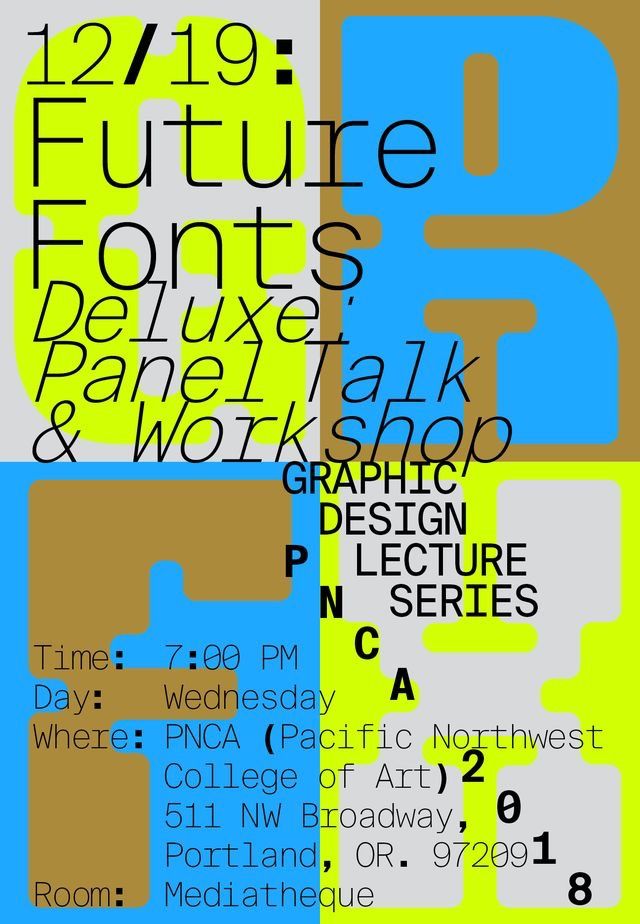 12/19:
Future
Fonts
Deluxe:
Panel Talk
& Workshop
GRAPHIC
DESIGN
P LECTURE
N SERIES
C
A
Time: 7:00 PM
Day: Wednesday
Where: PNCA (Pacific Northwest
College of Art)
511 NW Broadway,
Portland, OR. 97209
Room: Mediatheque
2
0
1
8